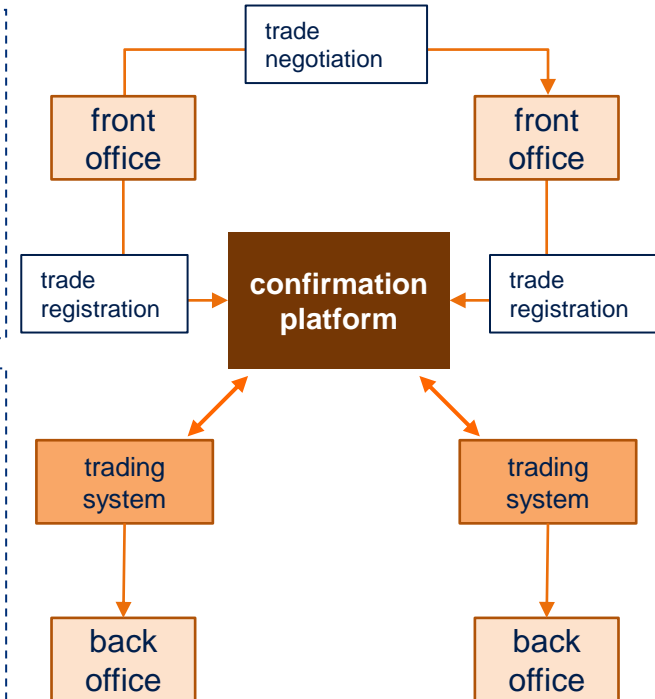 trade
negotiation
front
office
front
office
trade
registration
confirmation
platform
trade
registration
trading
system
trading
system
back
office
back
office